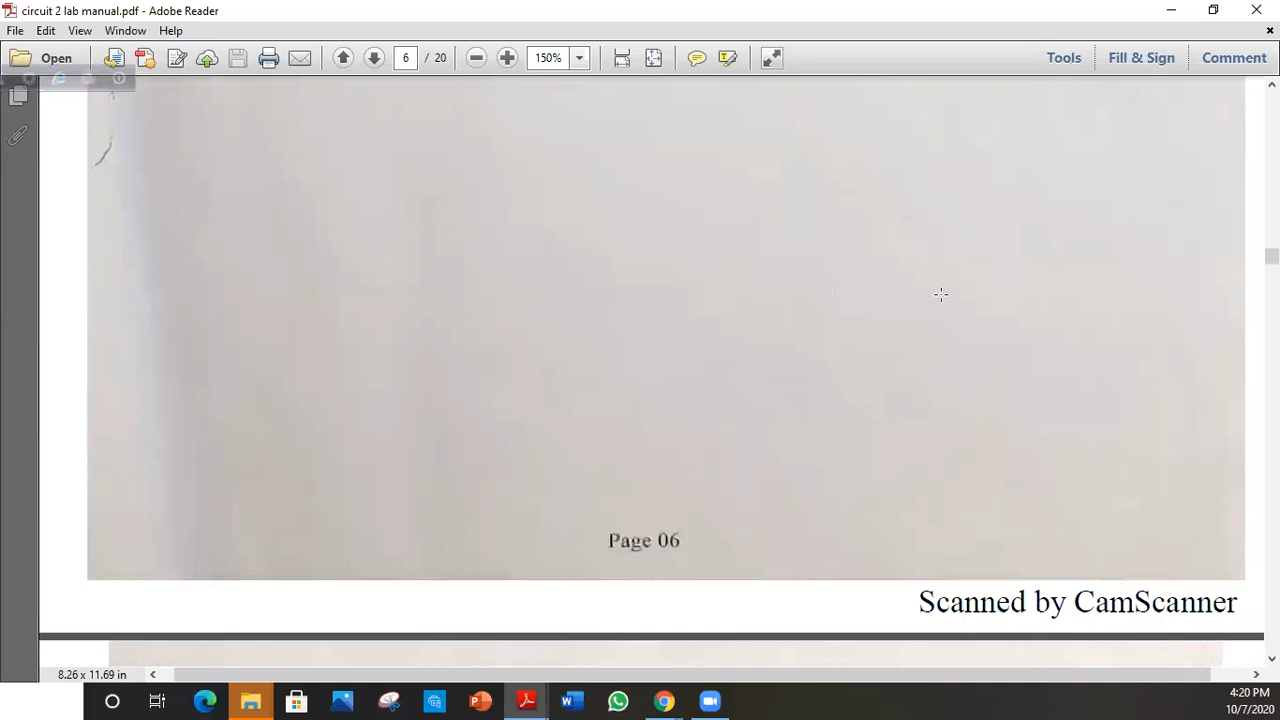 circuit 2 lab manual.pdf - Adobe Reader
File Edit View Window Help
Open 6 / 20 150% Tools Fill & Sign Comment
Page 06
Scanned by CamScanner
8.26 x 11.69 in
4:20 PM
10/7/2020